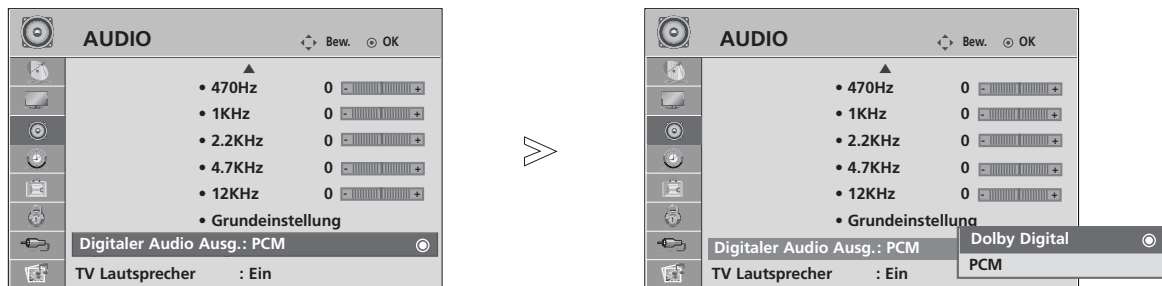 AUDIO Bew. OK
• 470Hz 0 - +
• 1KHz 0 - +
• 2.2KHz 0 - +
• 4.7KHz 0 - +
• 12KHz 0 - +
• Grundeinstellung
Digitaler Audio Ausg.: PCM
TV Lautsprecher : Ein
AUDIO Bew. OK
• 470Hz 0 - +
• 1KHz 0 - +
• 2.2KHz 0 - +
• 4.7KHz 0 - +
• 12KHz 0 - +
• Grundeinstellung
Digitaler Audio Ausg.: PCM
TV Lautsprecher : Ein
Dolby Digital
PCM